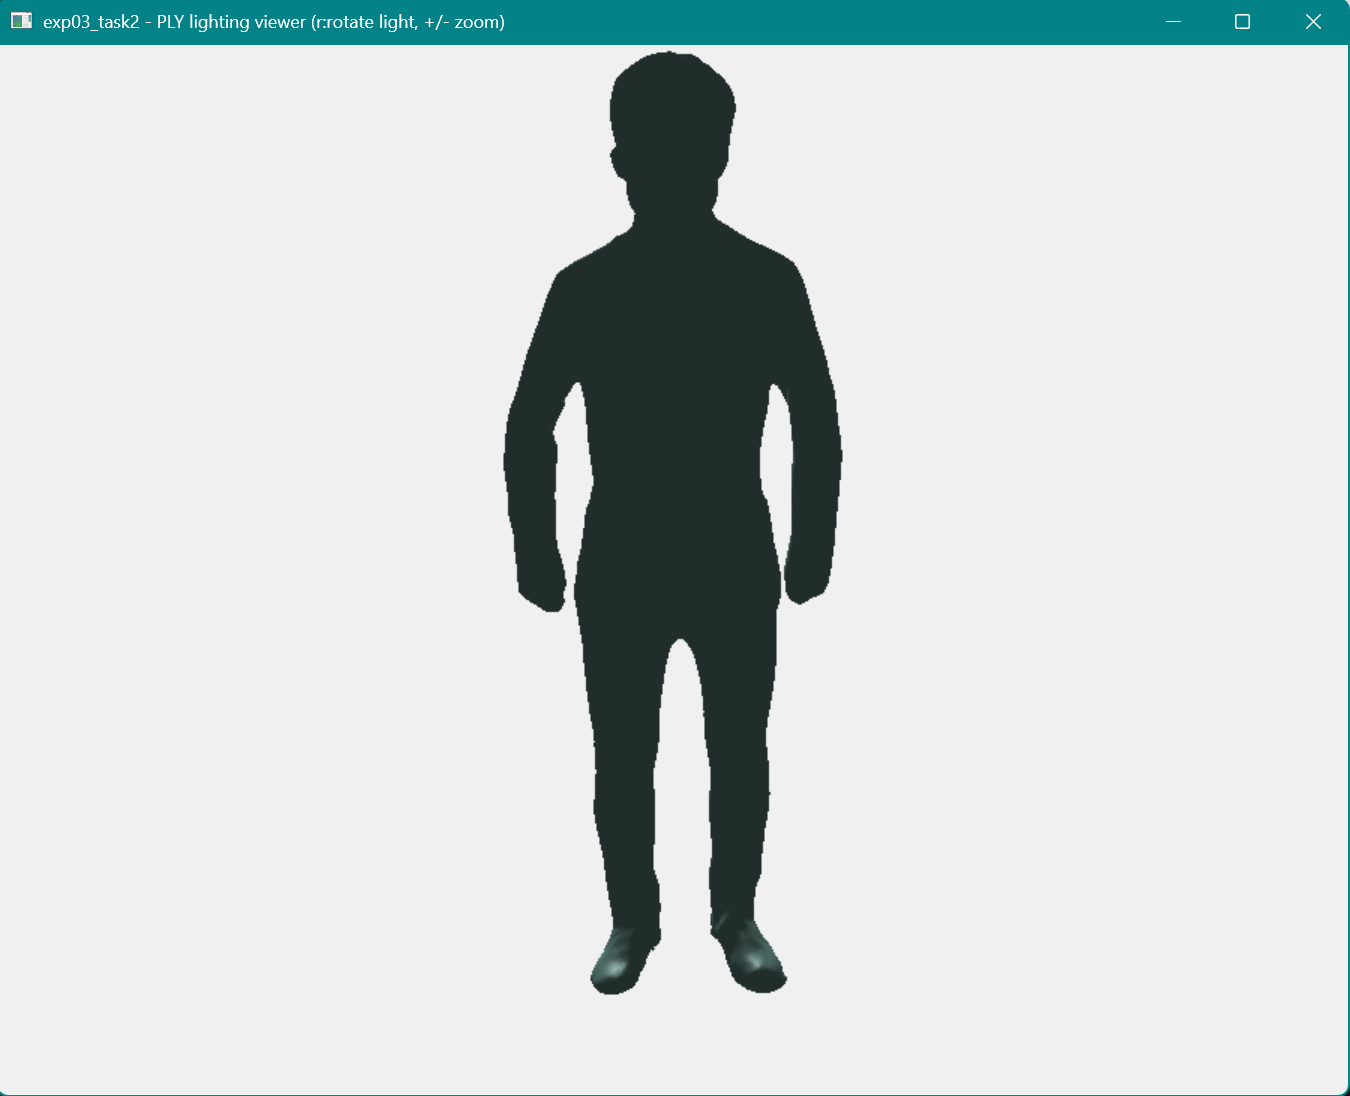 exp03_task2 - PLY lighting viewer (r:rotate light, +/- zoom)